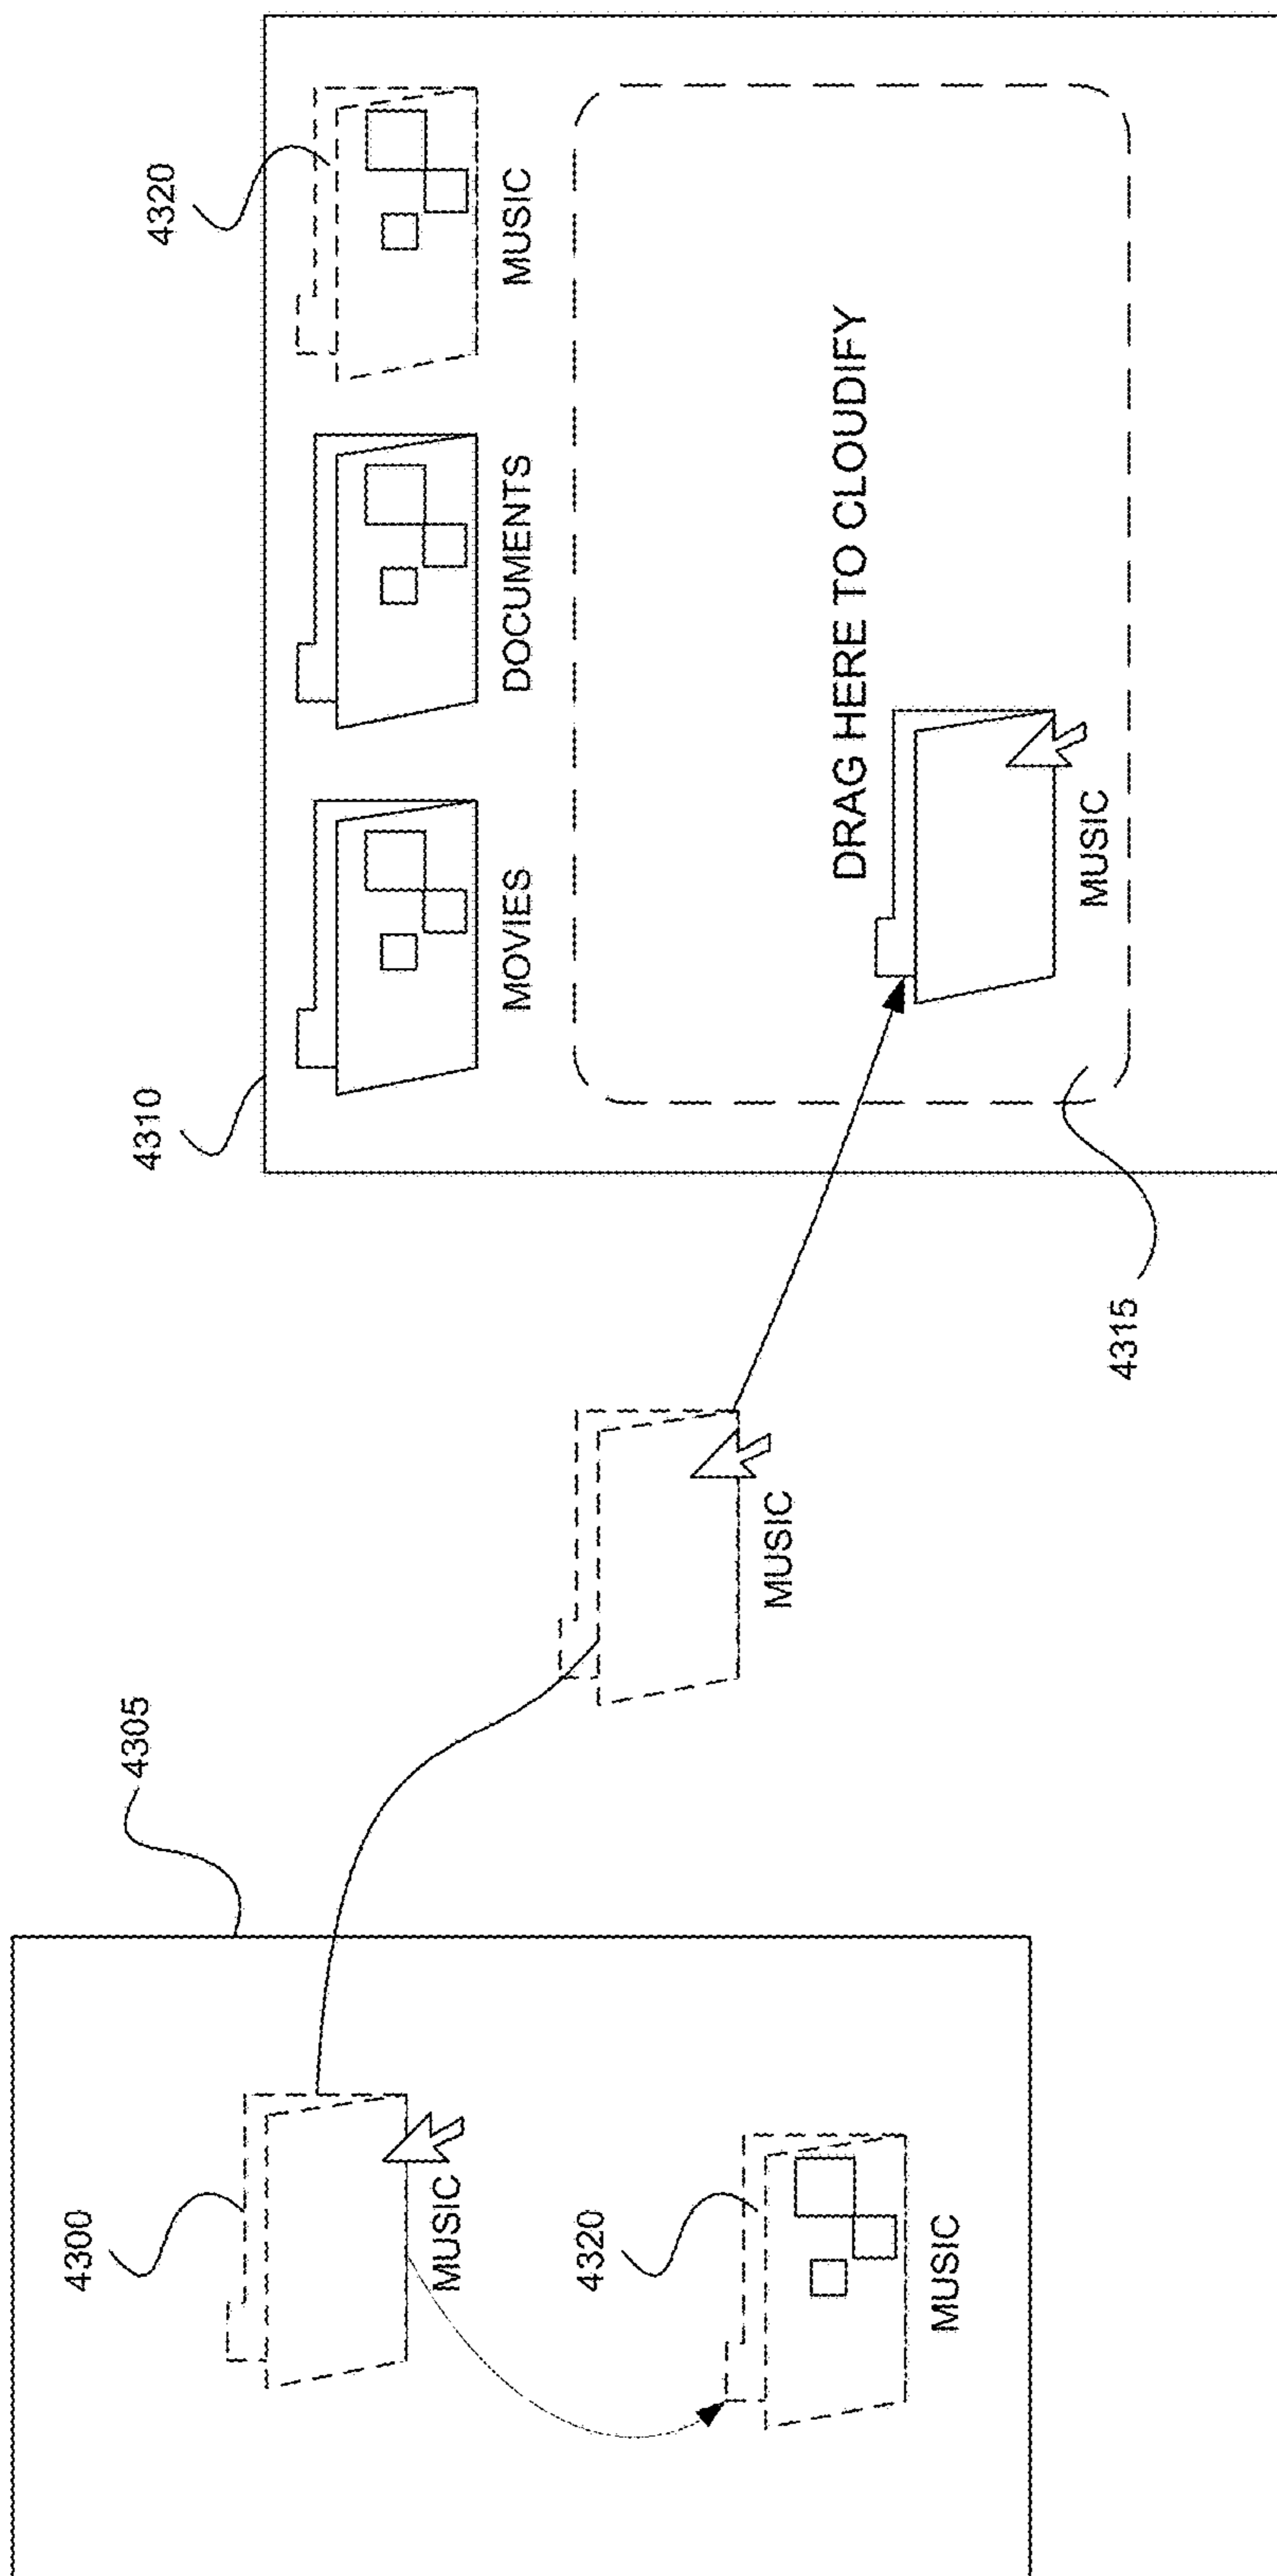 4305
4300
MUSIC
4320
MUSIC
MUSIC
4310
4320
MOVIES
DOCUMENTS
MUSIC
DRAG HERE TO CLOUDIFY
MUSIC
4315